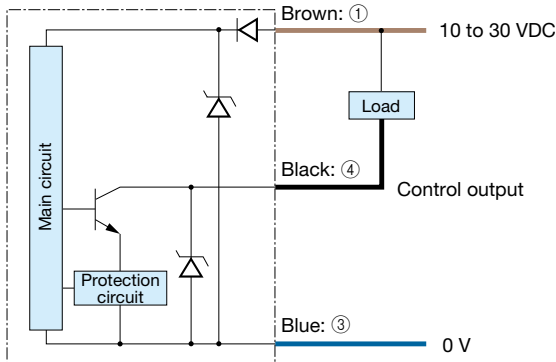 Brown: ①
10 to 30 VDC
Load
Main circuit
Black: ④
Control output
Protection
circuit
Blue: ③
0 V